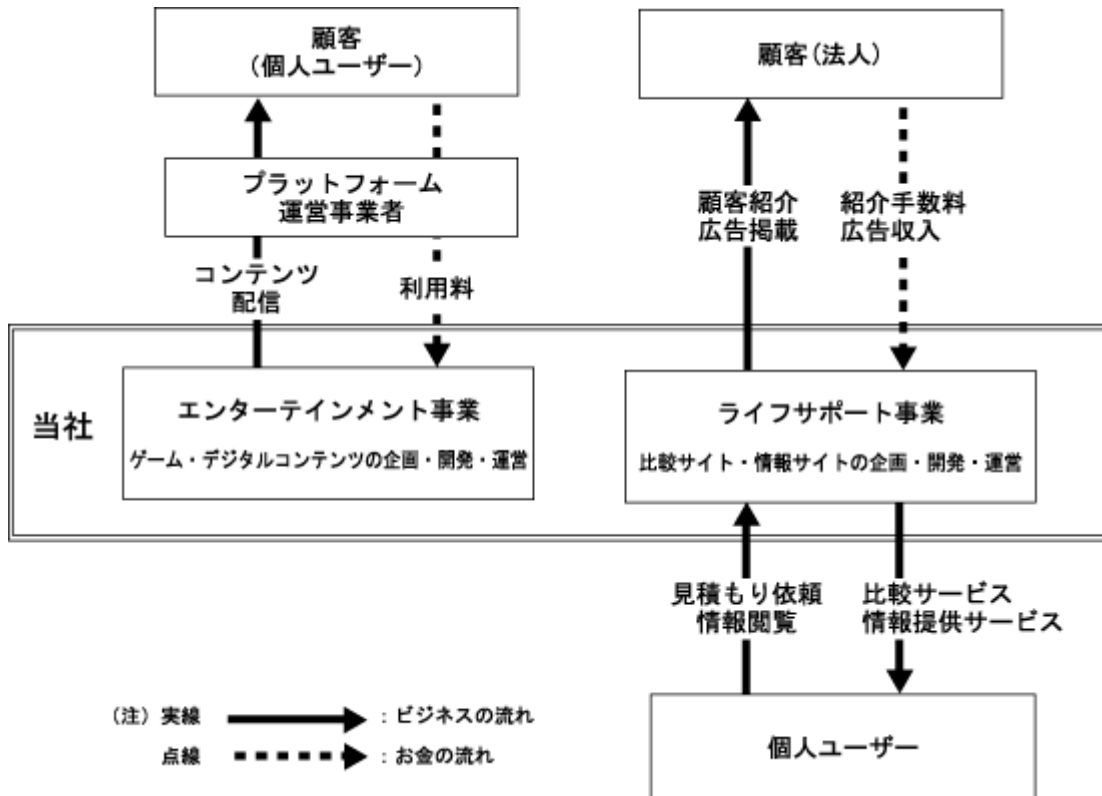 顧客
(個人ユーザー)
顧客(法人)
プラットフォーム
運営事業者
顧客紹介
広告掲載
紹介手数料
広告収入
コンテンツ
配信
利用料
当社
エンターテインメント事業
ゲーム・デジタルコンテンツの企画・開発・運営
ライフサポート事業
比較サイト・情報サイトの企画・開発・運営
見積もり依頼
情報閲覧
比較サービス
情報提供サービス
個人ユーザー
(注) 実線 :ビジネスの流れ
点線 :お金の流れ